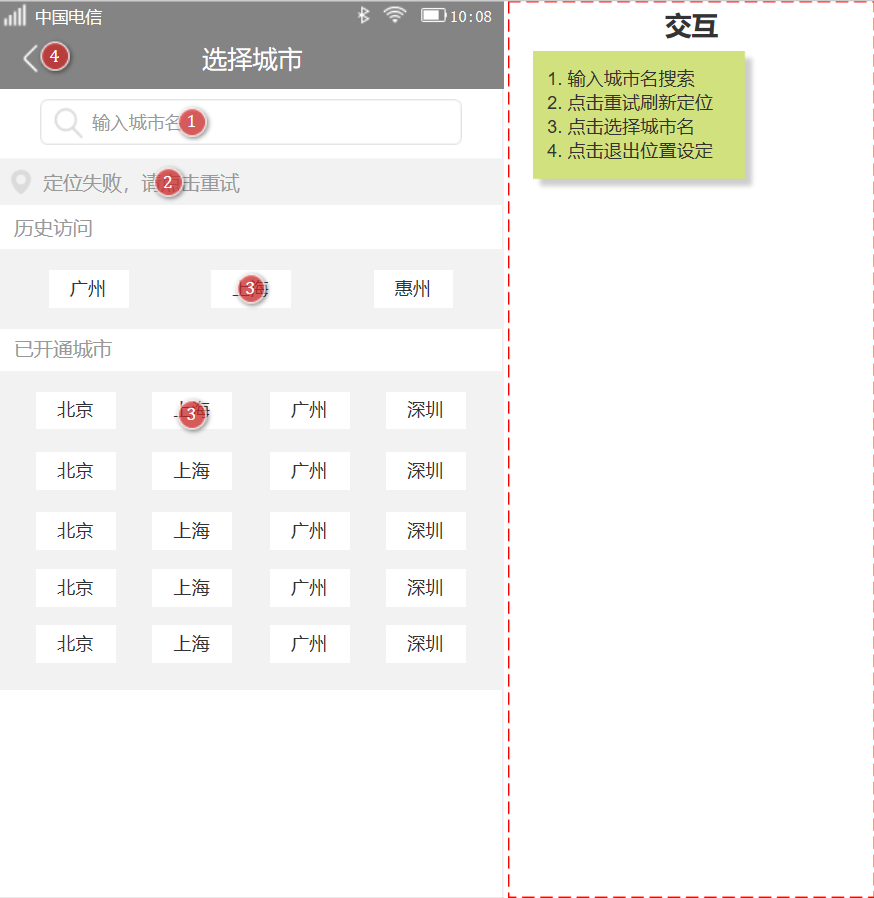 中国电信 10:08
4 选择城市
输入城市名 1
定位失败，请点击重试 2
历史访问
广州 上海 3 惠州
已开通城市
北京 上海 3 广州 深圳
北京 上海 广州 深圳
北京 上海 广州 深圳
北京 上海 广州 深圳
北京 上海 广州 深圳
交互
1. 输入城市名搜索
2. 点击重试刷新定位
3. 点击选择城市名
4. 点击退出位置设定